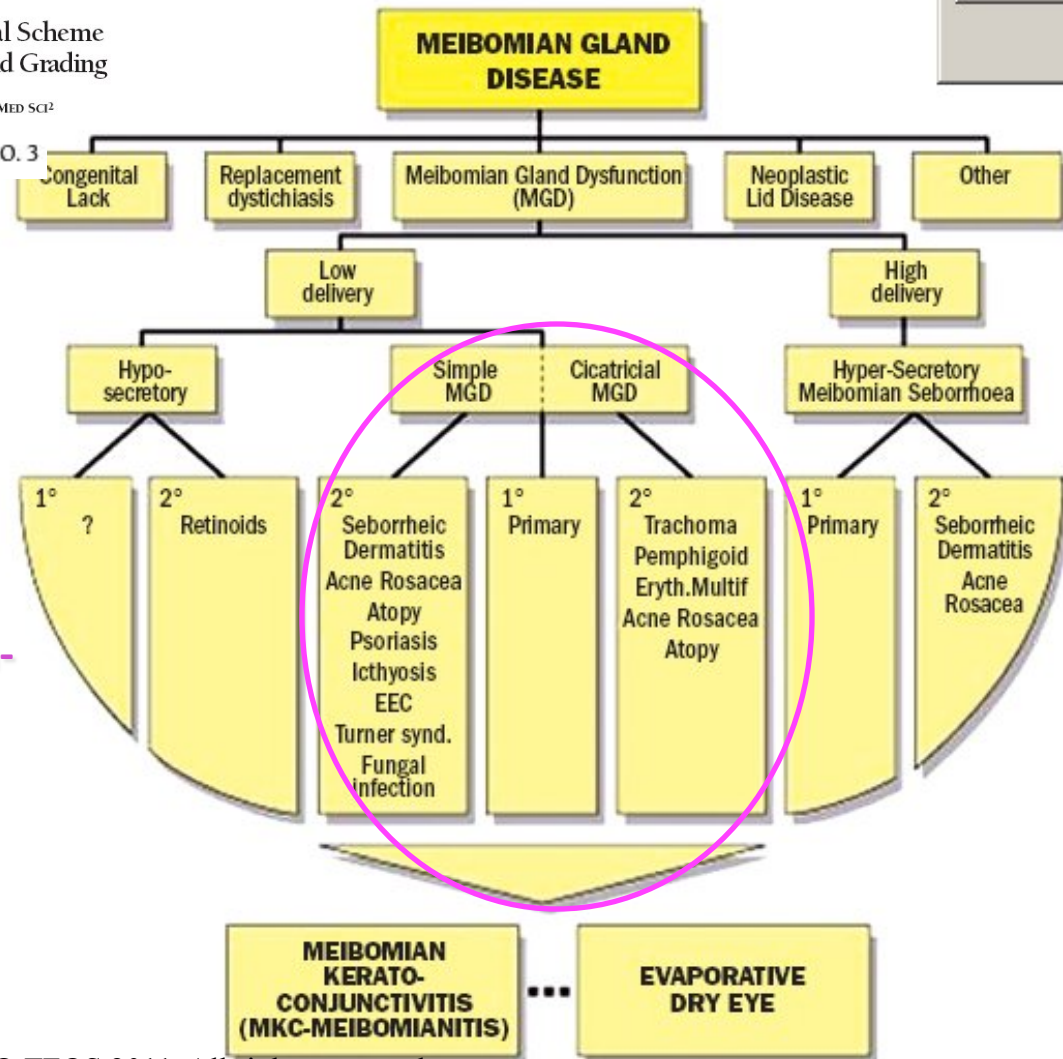 al Scheme
d Grading
MED SCI²
O. 3
MEIBOMIAN GLAND
DISEASE
Congenital
Lack
Replacement
dystichiasis
Meibomian Gland Dysfunction
(MGD)
Neoplastic
Lid Disease
Other
Low
delivery
High
delivery
Hypo-
secretory
Simple
MGD
Cicatricial
MGD
Hyper-Secretory
Meibomian Seborrhoea
1°
?
2°
Retinoids
2°
Seborrheic
Dermatitis
Acne Rosacea
Atopy
Psoriasis
Icthyosis
EEC
Turner synd.
Fungal
infection
1°
Primary
2°
Trachoma
Pemphigoid
Eryth.Multif
Acne Rosacea
Atopy
1°
Primary
2°
Seborrheic
Dermatitis
Acne
Rosacea
-
MEIBOMIAN
KERATO-
CONJUNCTIVITIS
(MKC-MEIBOMIANITIS)
...
EVAPORATIVE
DRY EYE